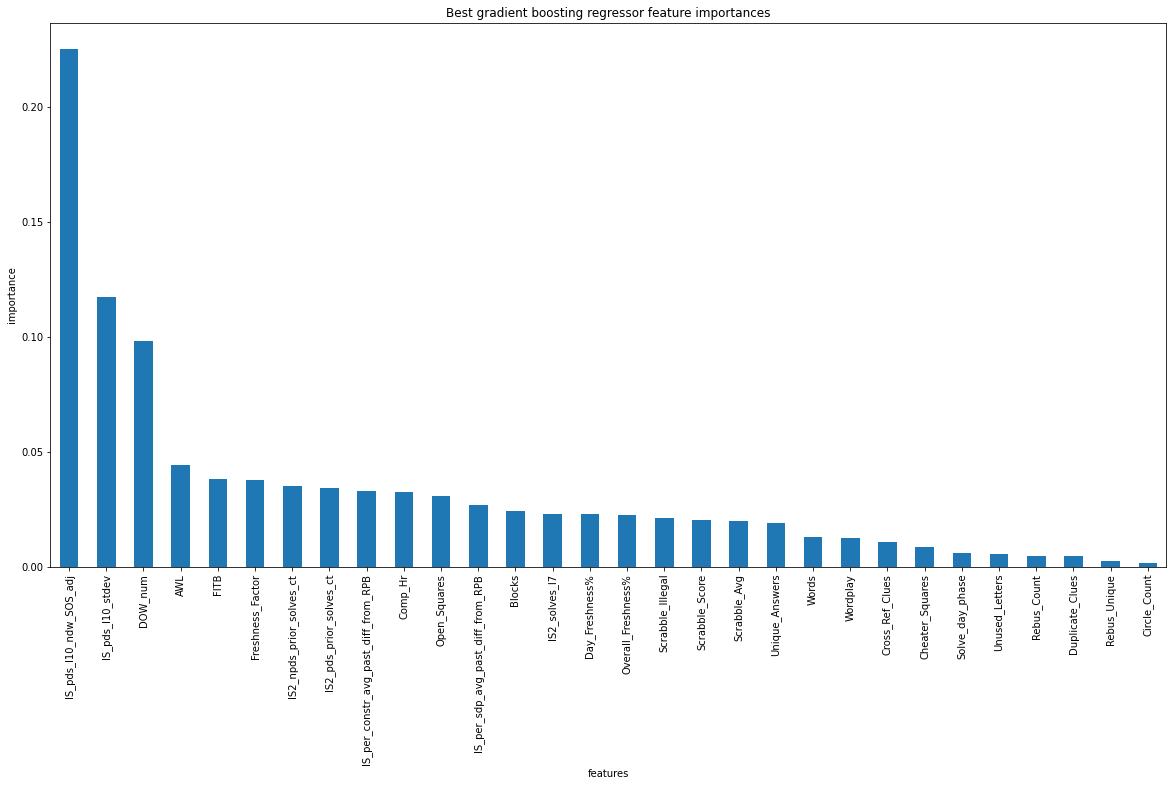 Best gradient boosting regressor feature importances
importance
0.20
0.15
0.10
0.05
0.00
IS_pds_l10_ndw_SOS_adj
IS_pds_l10_stdev
DOW_num
AWL
FITB
Freshness_Factor
IS2_npds_prior_solves_ct
IS2_pds_prior_solves_ct
IS_per_constr_avg_past_diff_from_RPB
Comp_Hr
Open_Squares
IS_per_sdp_avg_past_diff_from_RPB
Blocks
IS2_solves_l7
Day_Freshness%
Overall_Freshness%
Scrabble_Illegal
Scrabble_Score
Scrabble_Avg
Unique_Answers
Words
Wordplay
Cross_Ref_Clues
Cheater_Squares
Solve_day_phase
Unused_Letters
Rebus_Count
Duplicate_Clues
Rebus_Unique
Circle_Count
features